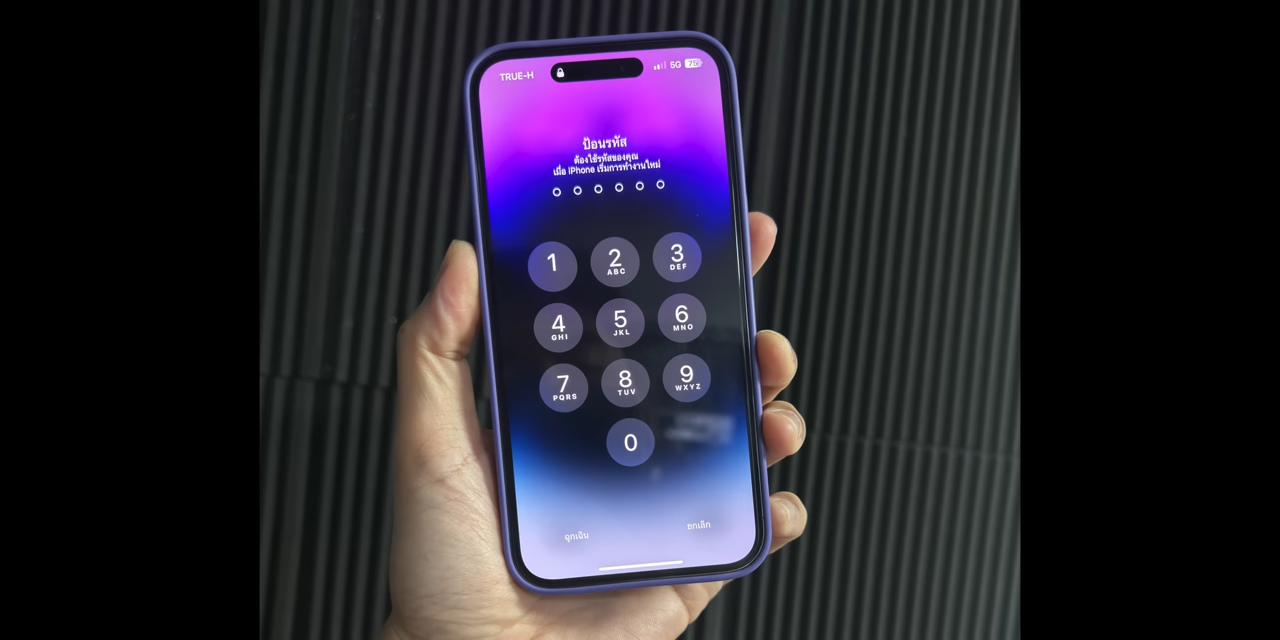 TRUE-H 5G 76
ป้อนรหัส
ต้องใช้รหัสของคุณ
เมื่อ iPhone เริ่มการทำงานใหม่
1 2 3
ABC DEF
4 5 6
GHI JKL MNO
7 8 9
PQRS TUV WXYZ
0
ฉุกเฉิน ยกเลิก